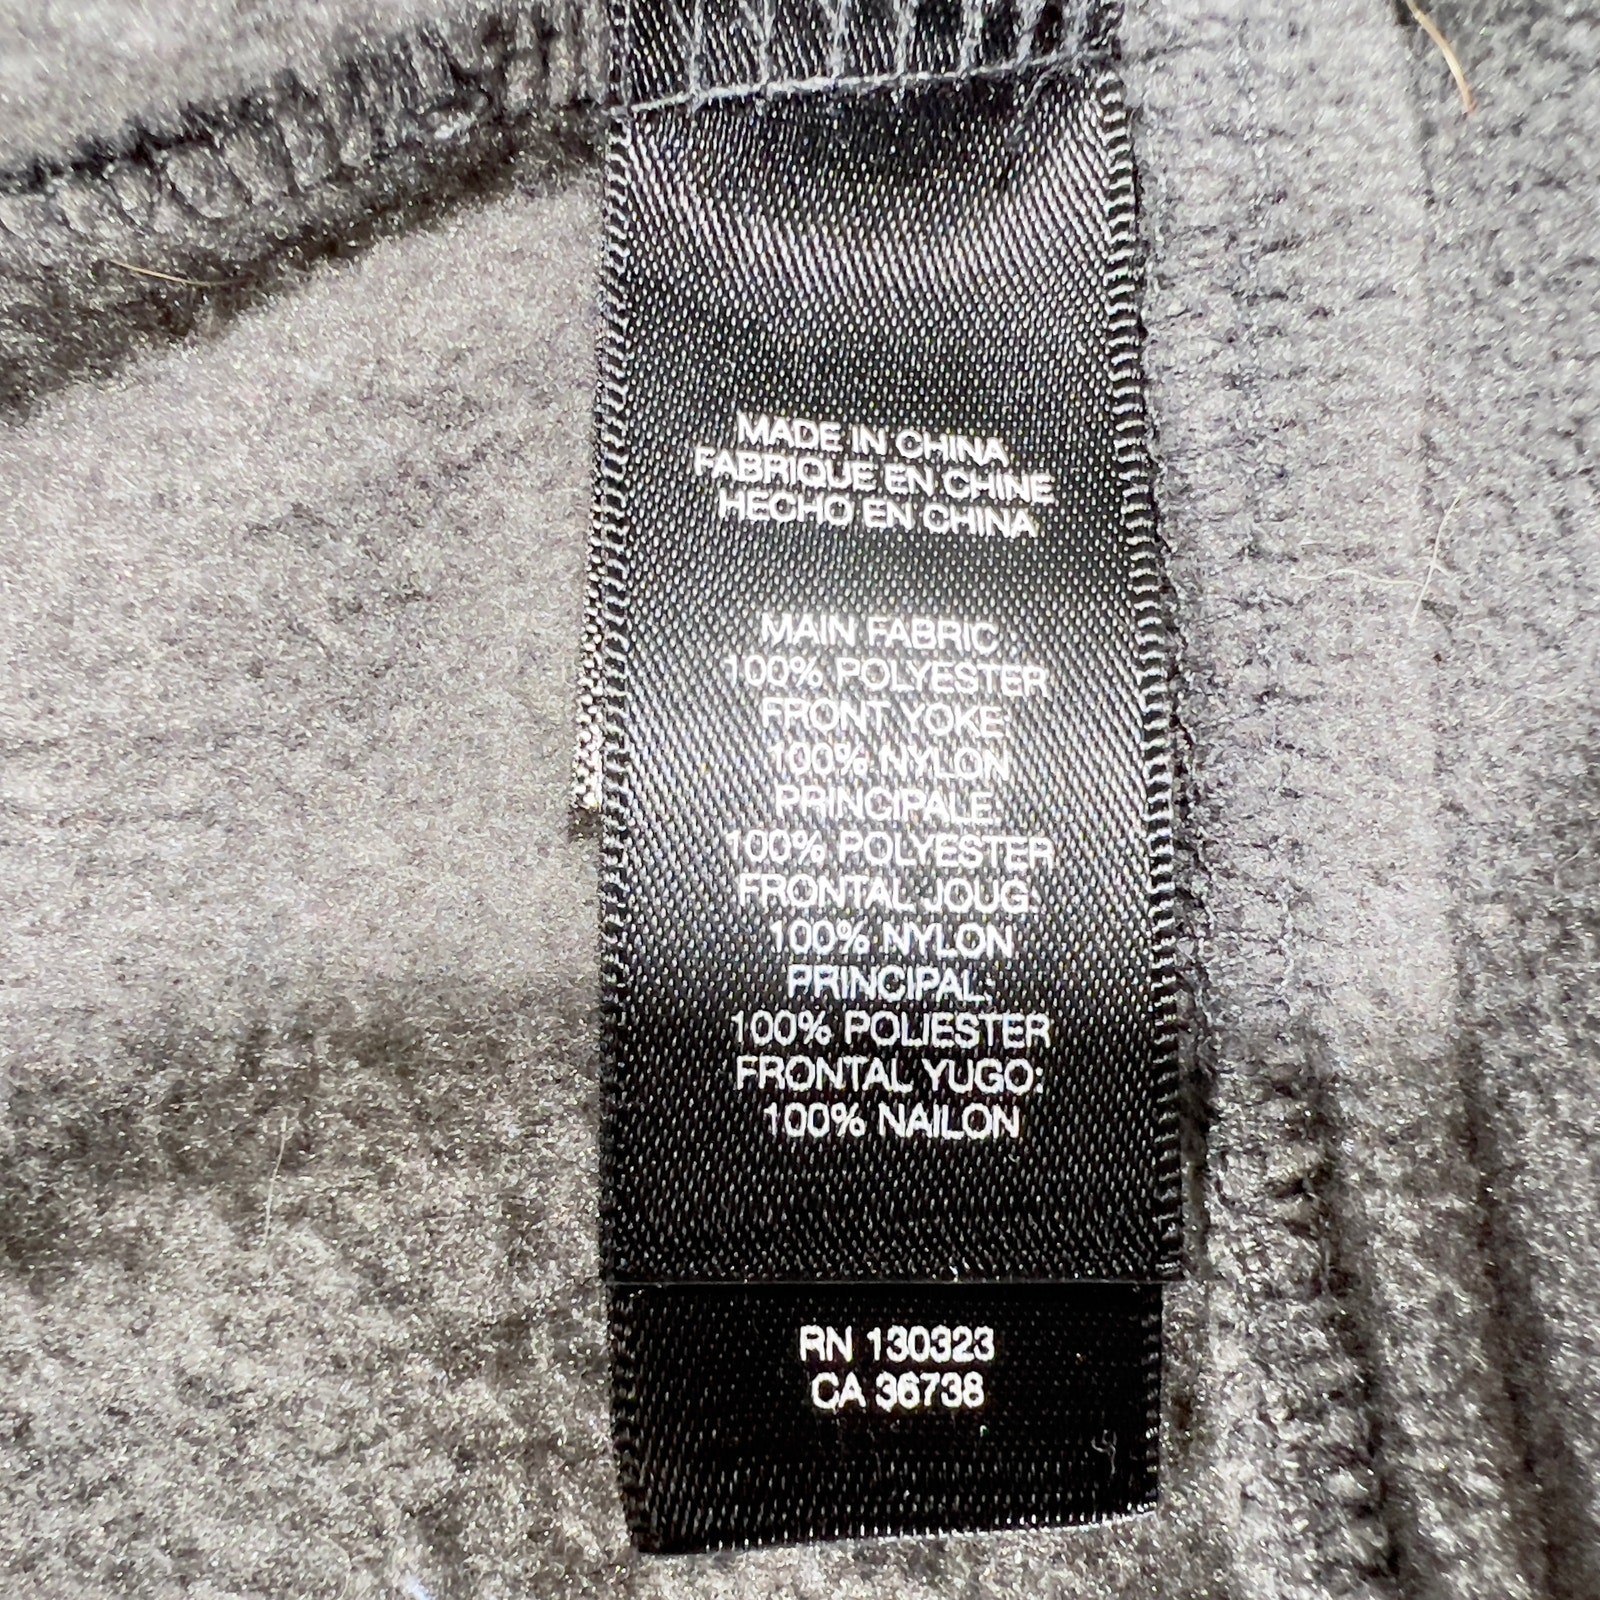 MADE IN CHINA
FABRIQUE EN CHINE
HECHO EN CHINA
MAIN FABRIC :
100% POLYESTER
FRONT YOKE:
100% NYLON
PRINCIPALE:
100% POLYESTER
FRONTAL JOUG:
100% NYLON
PRINCIPAL:
100% POLIESTER
FRONTAL YUGO:
100% NAILON
RN 130323
CA 36738